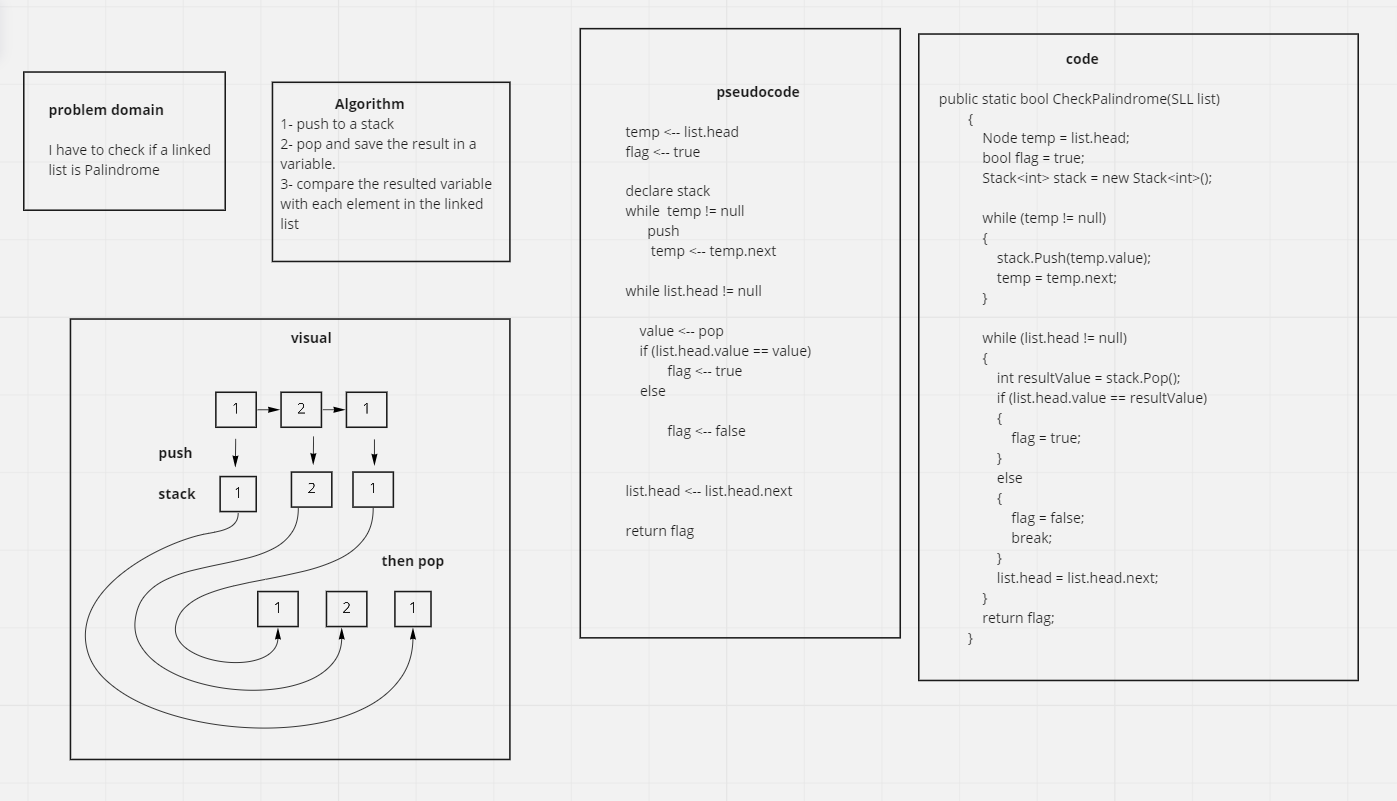 problem domain
I have to check if a linked
list is Palindrome
Algorithm
1- push to a stack
2- pop and save the result in a
variable.
3- compare the resulted variable
with each element in the linked
list
visual
1 2 1
push
stack 1 2 1
then pop
1 2 1
pseudocode
temp <-- list.head
flag <-- true
declare stack
while  temp != null
push
temp <-- temp.next
while list.head != null
value <-- pop
if (list.head.value == value)
flag <-- true
else
flag <-- false
list.head <-- list.head.next
return flag
code
public static bool CheckPalindrome(SLL list)
{
Node temp = list.head;
bool flag = true;
Stack<int> stack = new Stack<int>();
while (temp != null)
{
stack.Push(temp.value);
temp = temp.next;
}
while (list.head != null)
{
int resultValue = stack.Pop();
if (list.head.value == resultValue)
{
flag = true;
}
else
{
flag = false;
break;
}
list.head = list.head.next;
}
return flag;
}